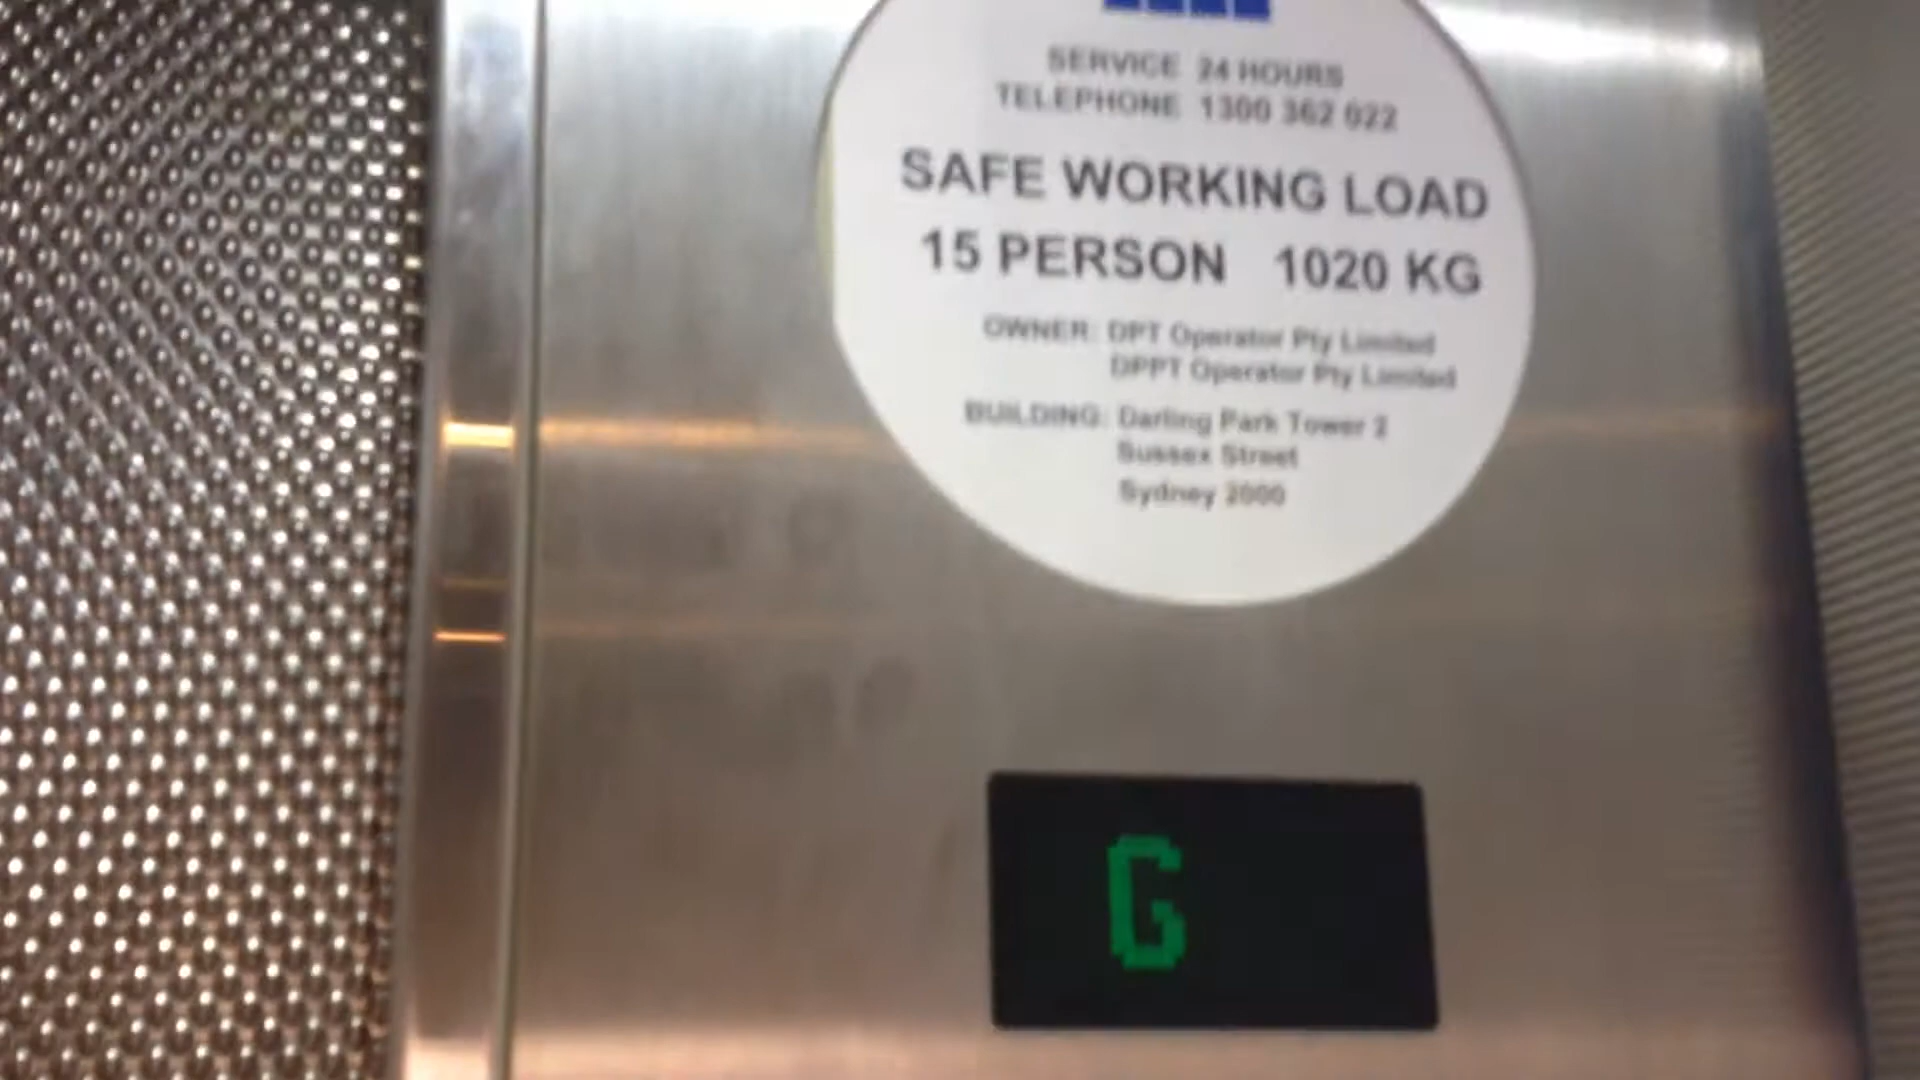 SERVICE 24 HOURS
TELEPHONE 1300 362 022
SAFE WORKING LOAD
15 PERSON 1020 KG
OWNER: DPT Operator Pty Limited
DPPT Operator Pty Limited
BUILDING: Darling Park Tower 2
Sussex Street
Sydney 2000
G